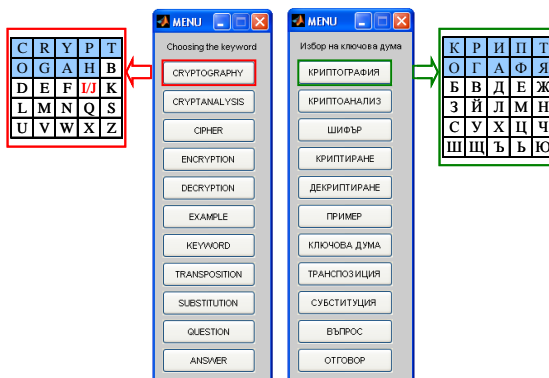 C R Y P T
O G A H B
D E F I/J K
L M N Q S
U V W X Z
MENU
Choosing the keyword
CRYPTOGRAPHY
CRYPTANALYSIS
CIPHER
ENCRYPTION
DECRYPTION
EXAMPLE
KEYWORD
TRANSPOSITION
SUBSTITUTION
QUESTION
ANSWER
MENU
Избор на ключова дума
КРИПТОГРАФИЯ
КРИПТОАНАЛИЗ
ШИФЪР
КРИПТИРАНЕ
ДЕКРИПТИРАНЕ
ПРИМЕР
КЛЮЧОВА ДУМА
ТРАНСПОЗИЦИЯ
СУБСТИТУЦИЯ
ВЪПРОС
ОТГОВОР
К Р И П Т
О Г А Ф Я
Б В Д Е Ж
З Й Л М Н
С У Х Ц Ч
Ш Щ Ъ Ь Ю